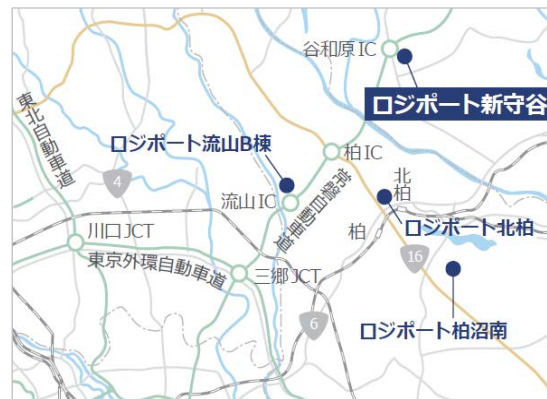 谷和原IC
ロジポート新守谷
東北自動車道
ロジポート流山B棟
柏IC
4
北柏
流山IC
常磐自動車道
ロジポート北柏
川口JCT
柏
東京外環自動車道
三郷JCT
16
6
ロジポート柏沼南